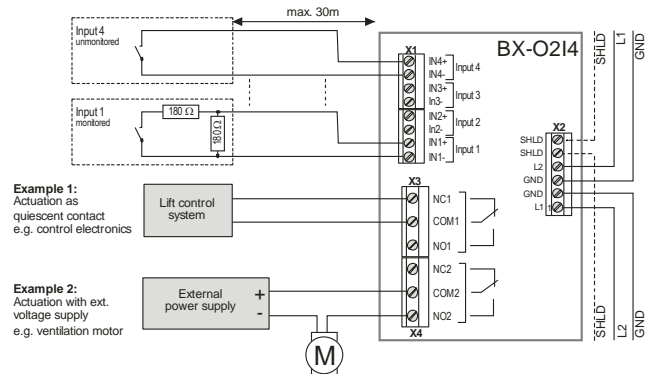 max. 30m
Input 4
unmonitored
X1
BX-O2I4
SHLD
L1
GND
IN4+
IN4-
Input 4
IN3+
In3-
Input 3
IN2+
In2-
Input 2
IN1+
IN1-
Input 1
Input 1
monitored
180 Ω
180 Ω
X2
SHLD
SHLD
L2
GND
GND
L1
1
Example 1:
Actuation as
quiescent contact
e.g. control electronics
Lift control
system
X3
NC1
COM1
NO1
Example 2:
Actuation with ext.
voltage supply
e.g. ventilation motor
External
power supply
+
-
NC2
COM2
NO2
X4
M
SHLD
L2
GND